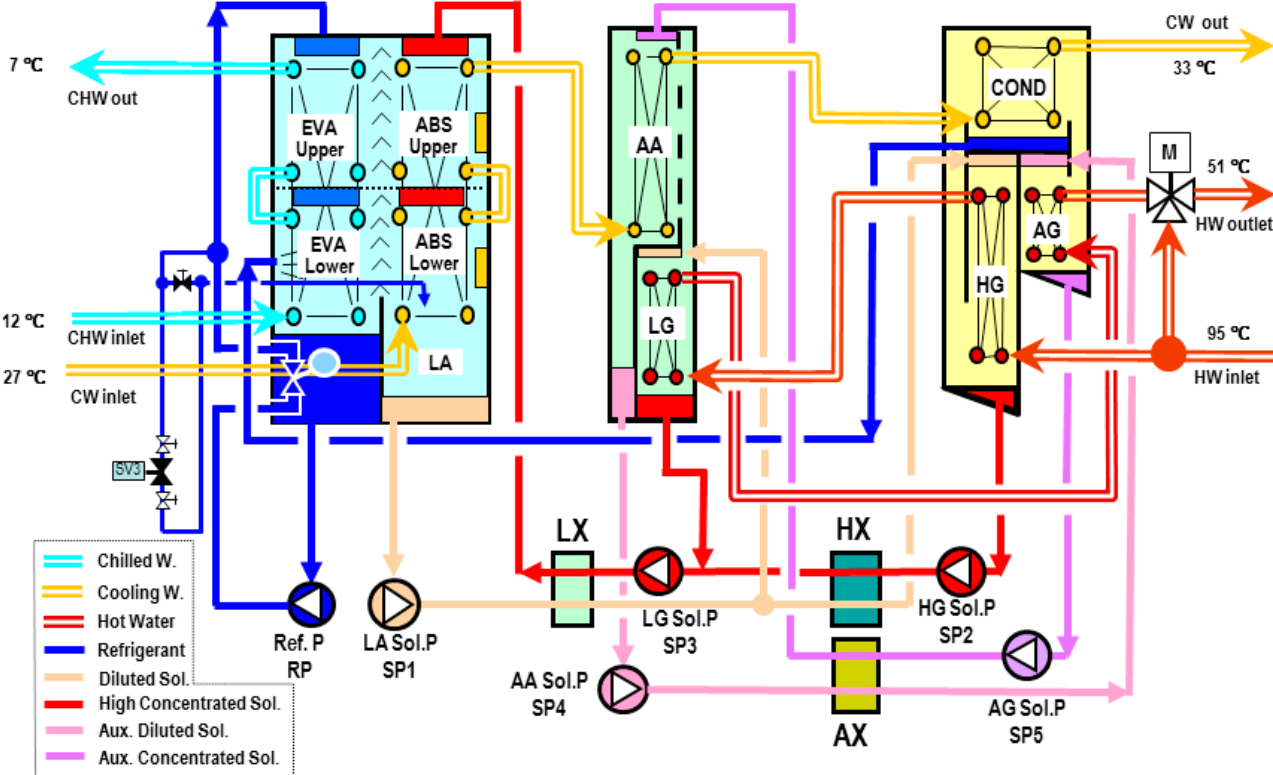 CW out
7 ℃
33 ℃
CHW out
COND
EVA
Upper
ABS
Upper
AA
M
51 ℃
HW outlet
AG
EVA
Lower
ABS
Lower
HG
12 ℃
CHW inlet
LG
95 ℃
HW inlet
LA
27 ℃
CW inlet
SV3
LX
HX
Chilled W.
Cooling W.
Hot Water
Refrigerant
Diluted Sol.
High Concentrated Sol.
Aux. Diluted Sol.
Aux. Concentrated Sol.
Ref. P
RP
LA Sol.P
SP1
LG Sol.P
SP3
HG Sol.P
SP2
AA Sol.P
SP4
AX
AG Sol.P
SP5